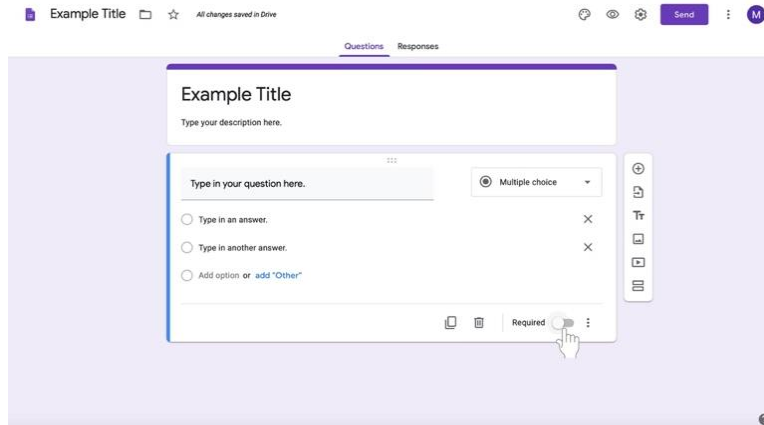 Example Title All changes saved in Drive Send M
Questions Responses
Example Title
Type your description here.
Type in your question here. Multiple choice
Type in an answer.
Type in another answer.
Add option or add "Other"
Required
Tт